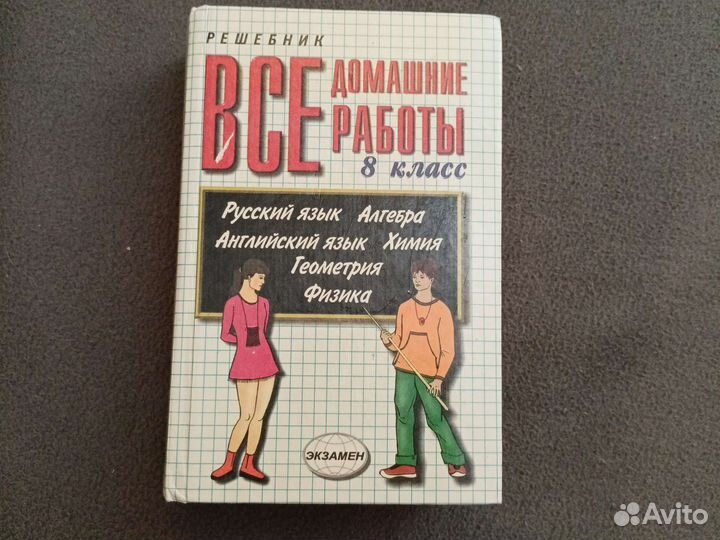 РЕШЕБНИК
ВСЕ ДОМАШНИЕ
РАБОТЫ
8 класс
Русский язык Алгебра
Английский язык Химия
Геометрия
Физика
ЭКЗАМЕН
Avito